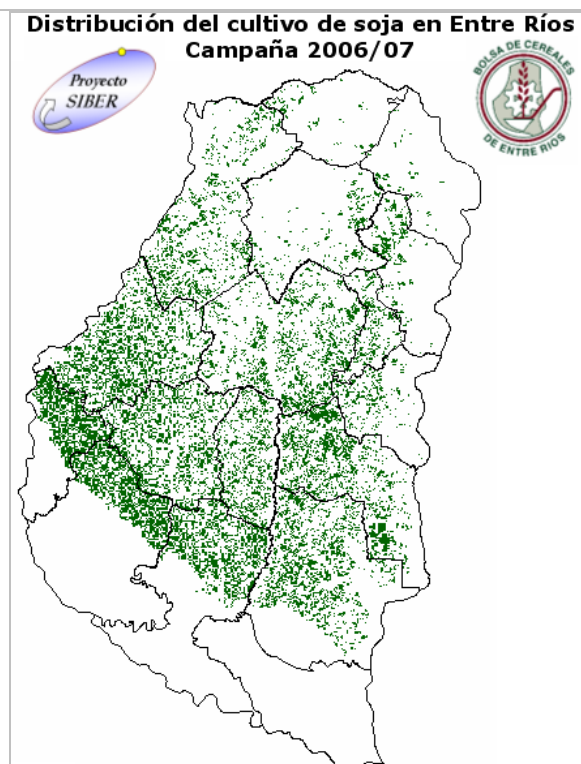 Distribución del cultivo de soja en Entre Ríos
Campaña 2006/07
Proyecto
SIBER
BOLSA DE CEREALES
DE ENTRE RIOS